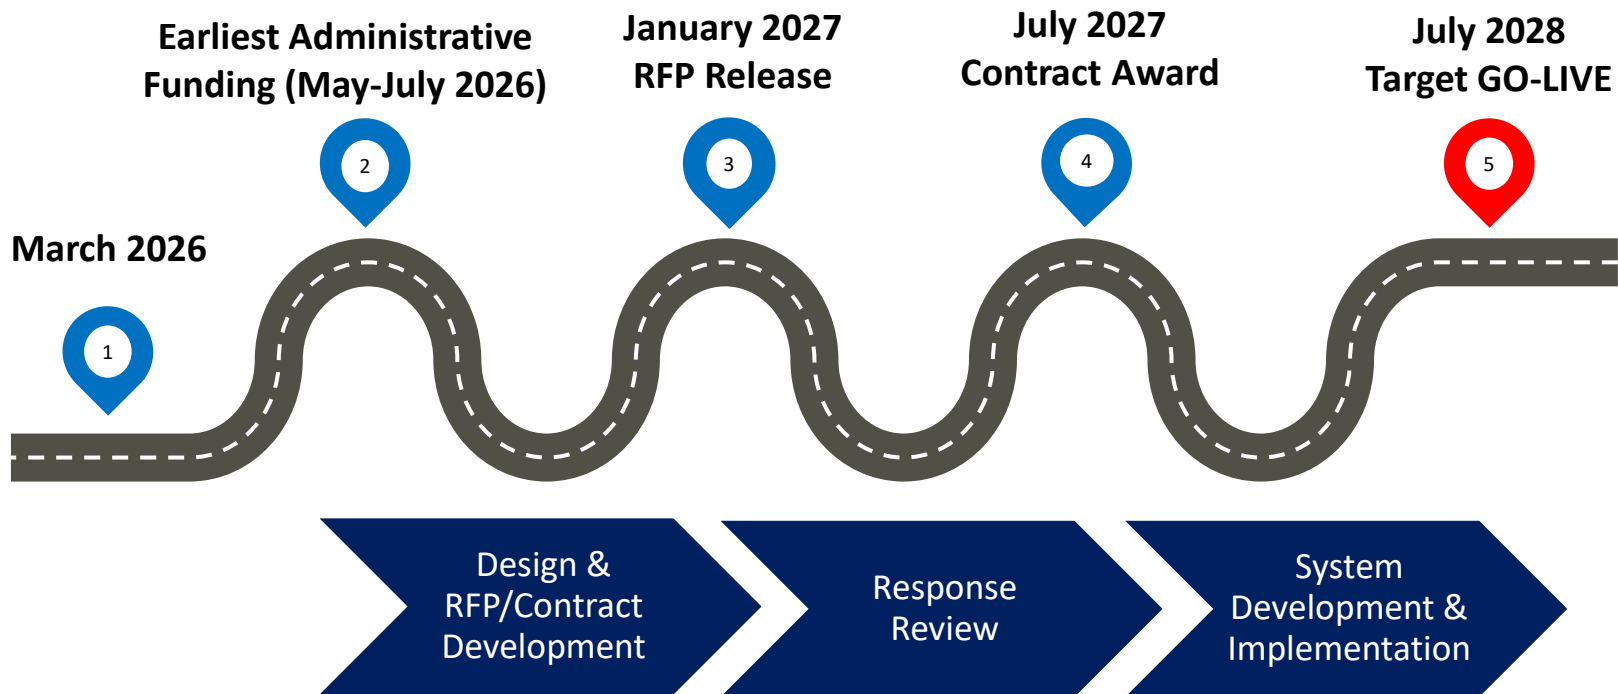 March 2026
1
Earliest Administrative
Funding (May-July 2026)
2
January 2027
RFP Release
3
July 2027
Contract Award
4
July 2028
Target GO-LIVE
5
Design &
RFP/Contract
Development
Response
Review
System
Development &
Implementation